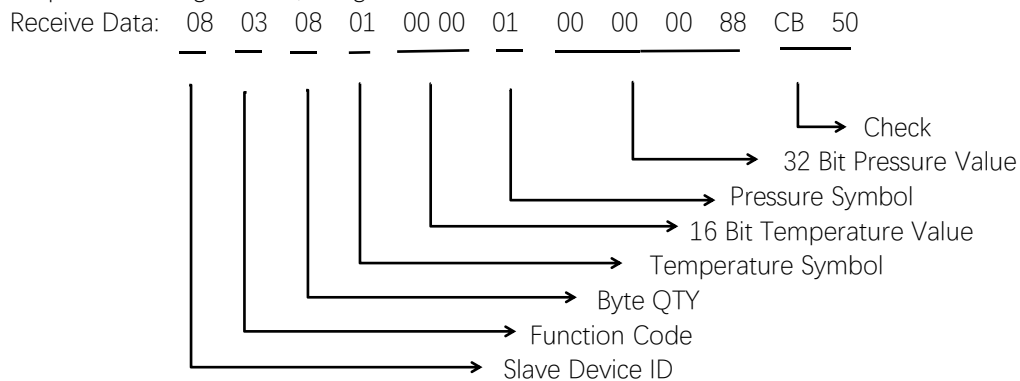 Receive Data: 08 03 08 01 00 00 01 00 00 00 88 CB 50
Check
32 Bit Pressure Value
Pressure Symbol
16 Bit Temperature Value
Temperature Symbol
Byte QTY
Function Code
Slave Device ID